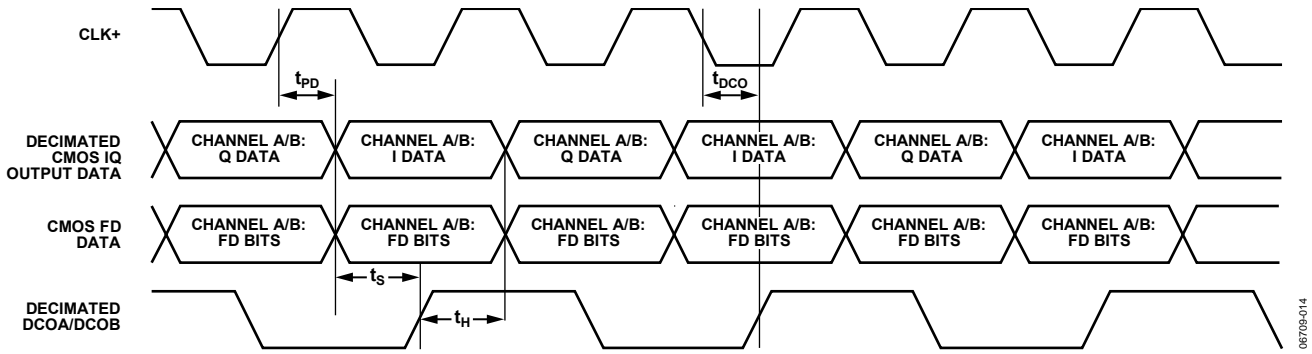 CLK+
tPD
tDCO
DECIMATED
CMOS IQ
OUTPUT DATA
CHANNEL A/B:
Q DATA
CHANNEL A/B:
I DATA
CHANNEL A/B:
Q DATA
CHANNEL A/B:
I DATA
CHANNEL A/B:
Q DATA
CHANNEL A/B:
I DATA
CMOS FD
DATA
CHANNEL A/B:
FD BITS
CHANNEL A/B:
FD BITS
CHANNEL A/B:
FD BITS
CHANNEL A/B:
FD BITS
CHANNEL A/B:
FD BITS
CHANNEL A/B:
FD BITS
tS
DECIMATED
DCOA/DCOB
tH
06709-014